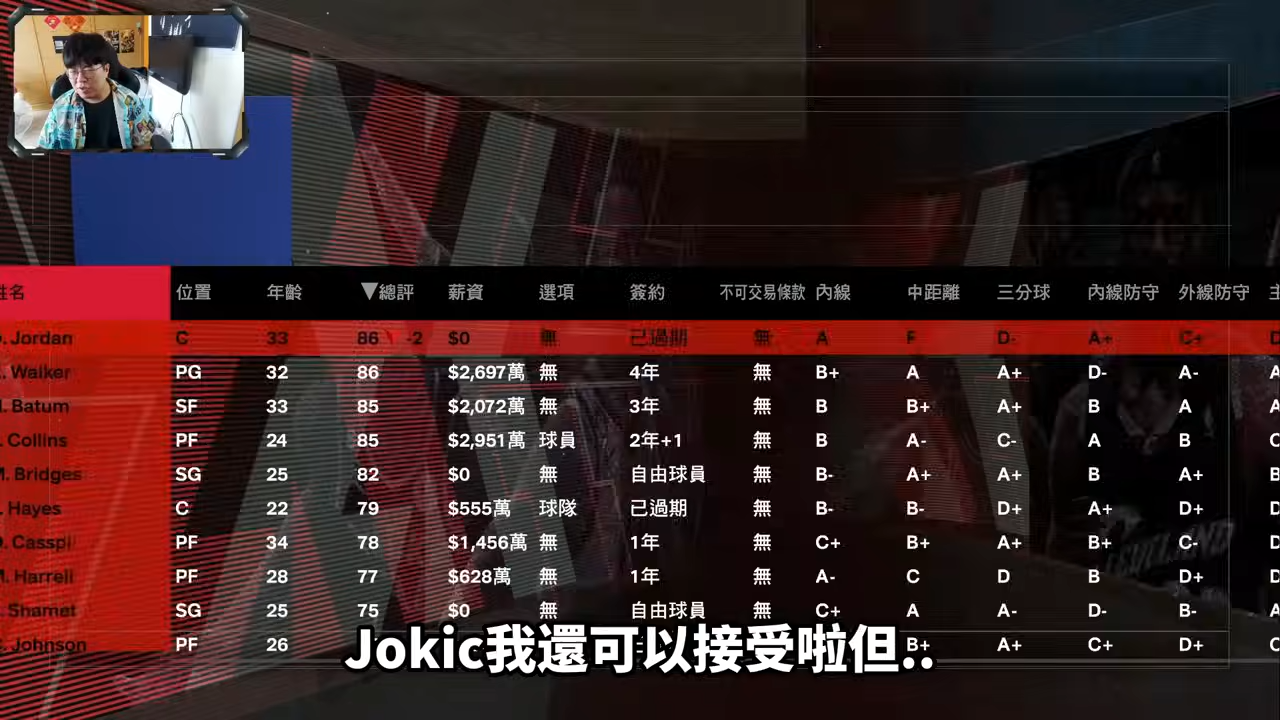 姓名 位置 年齡 ▼總評 薪資 選項 簽約 不可交易條款 內線 中距離 三分球 內線防守 外線防守 主
. Jordan C 33 86 -2 $0 無 已過期 無 A F D- A+ C+ D
. Walker PG 32 86 $2,697萬 無 4年 無 B+ A A+ D- A- A
. Batum SF 33 85 $2,072萬 無 3年 無 B B+ A+ B A A
. Collins PF 24 85 $2,951萬 球員 2年+1 無 B A- C- A B C
M. Bridges SG 25 82 $0 無 自由球員 無 B- A+ A+ B A+ B
. Hayes C 22 79 $555萬 球隊 已過期 無 B- B- D+ A+ D+ D
. Casspi PF 34 78 $1,456萬 無 1年 無 C+ B+ A+ B+ C- D
M. Harrell PF 28 77 $628萬 無 1年 無 A- C D B D+ D
. Shamet SG 25 75 $0 無 自由球員 無 C+ A A- D- B- A
. Johnson PF 26 B+ A+ C+ D+ C
Jokic我還可以接受啦但..